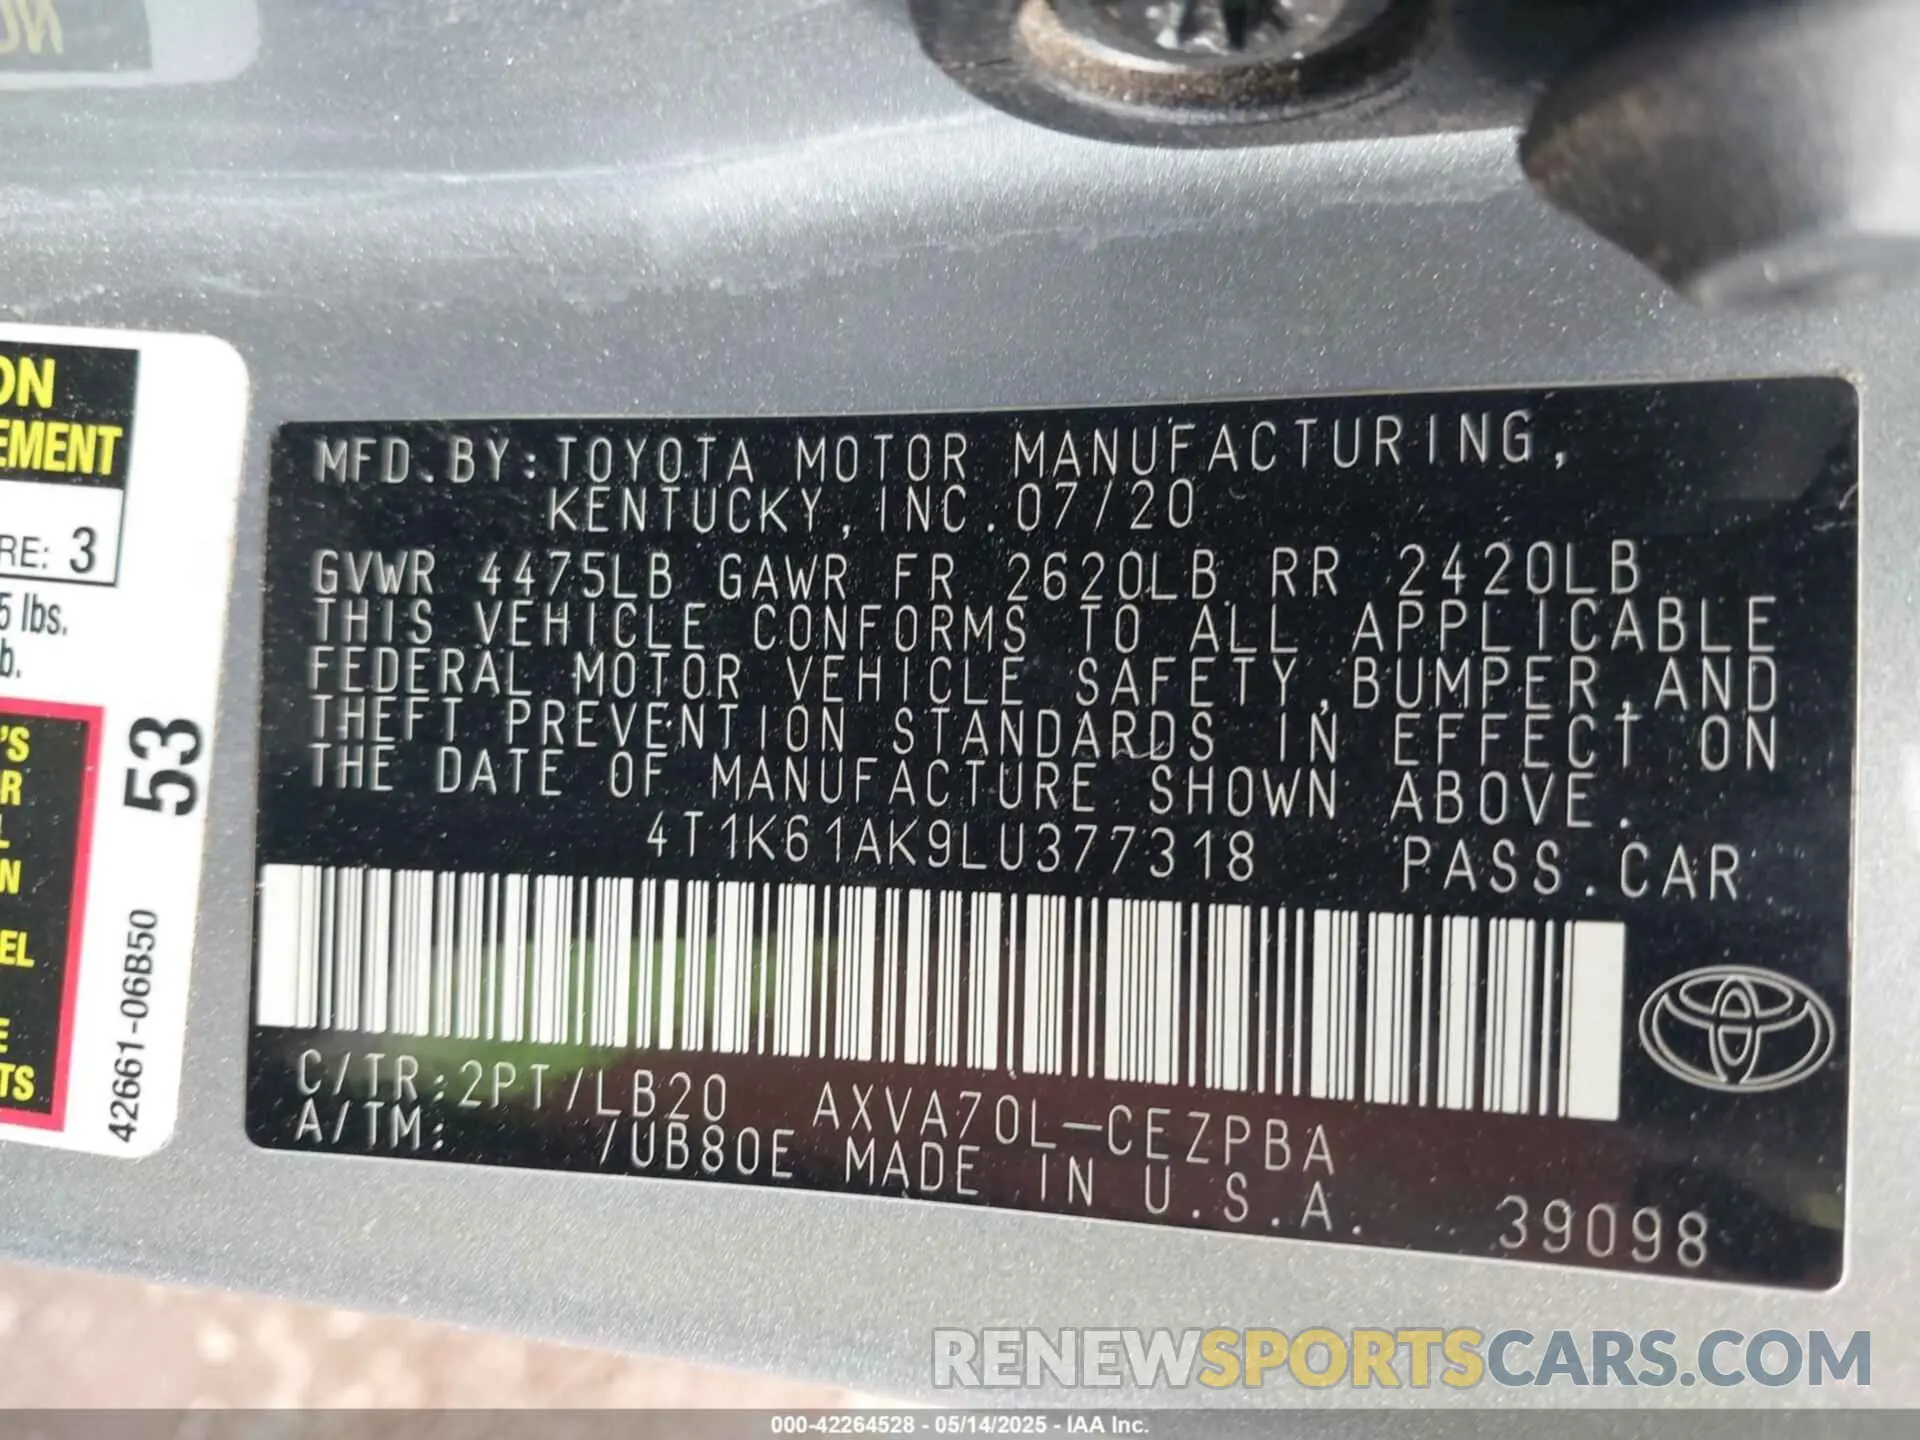 ON
EMENT
RE: 3
5 lbs.
b.
'S
R
L
N
EL
E
TS
53
42661-06B50
MFD.BY:TOYOTA MOTOR MANUFACTURING,
KENTUCKY, INC.07/20
GVWR 4475LB GAWR FR 2620LB RR 2420LB
THIS VEHICLE CONFORMS TO ALL APPLICABLE
FEDERAL MOTOR VEHICLE SAFETY,BUMPER,AND
THEFT PREVENTION STANDARDS IN EFFECT ON
THE DATE OF MANUFACTURE SHOWN ABOVE.
4T1K61AK9LU377318 PASS.CAR
C/TR:2PT/LB20 AXVA70L-CEZPBA
A/TM: /UB80E MADE IN U.S.A.
39098
RENEWSPORTSCARS.COM
000-42264528 - 05/14/2025 - IAA Inc.